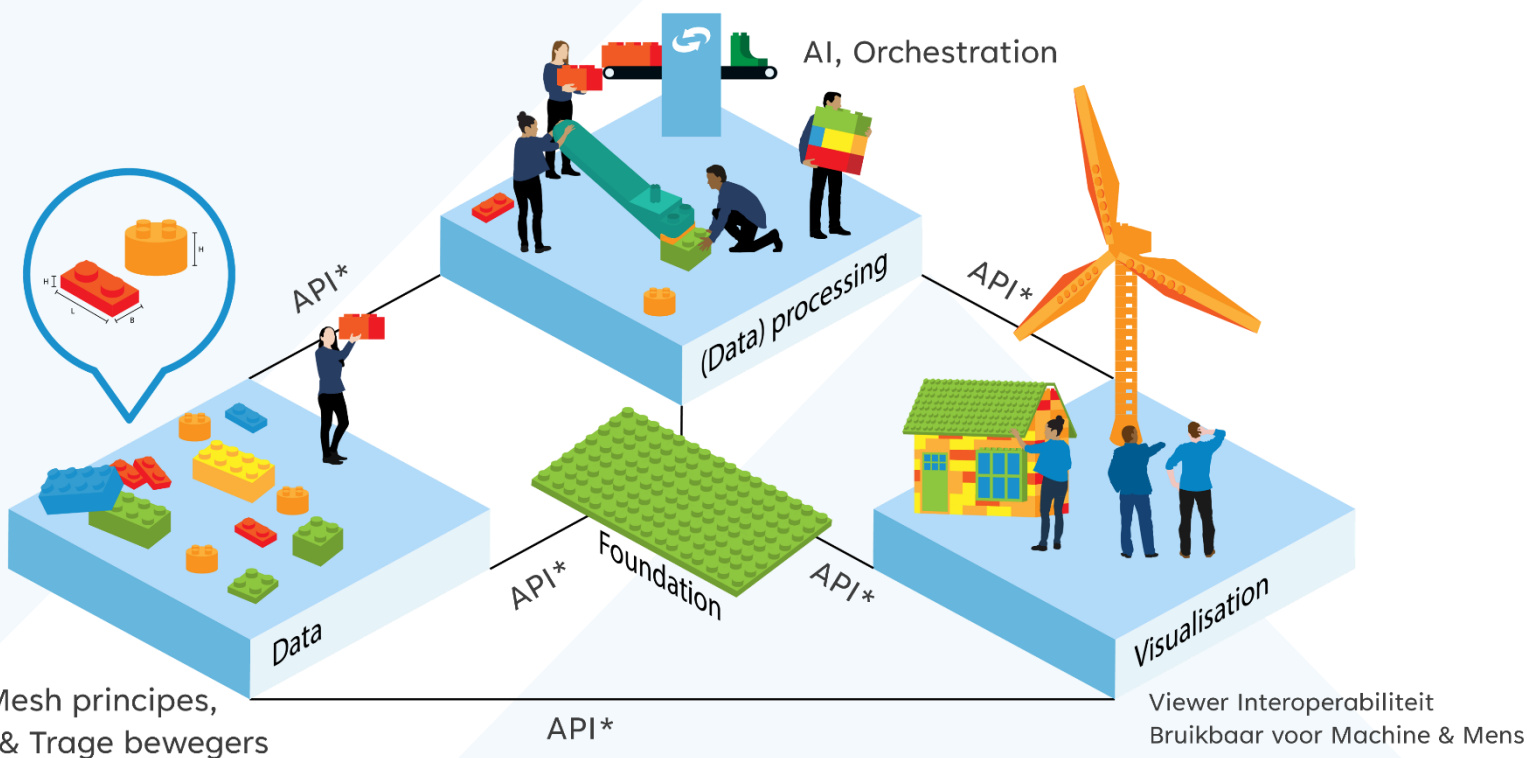 AI, Orchestration
H
H
L
B
API*
API*
(Data) processing
API*
Foundation
API*
Data
Visualisation
Mesh principes,
& Trage bewegers
API*
Viewer Interoperabiliteit
Bruikbaar voor Machine & Mens